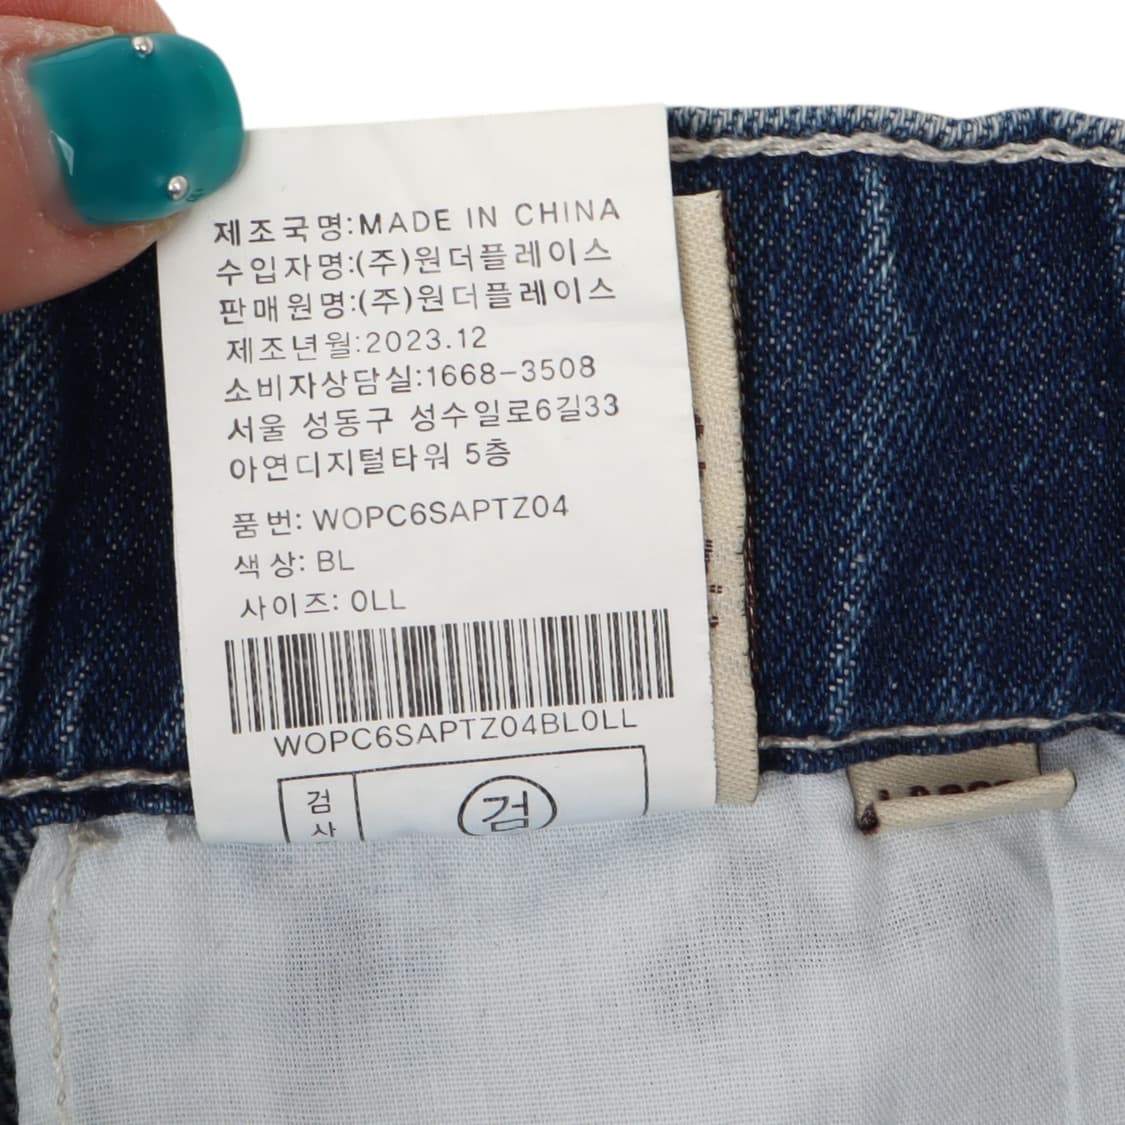 제조국명:MADE IN CHINA
수입자명:(주)원더플레이스
판매원명:(주)원더플레이스
제조년월:2023.12
소비자상담실:1668-3508
서울 성동구 성수일로6길33
아연디지털타워 5층
품번: WOPC6SAPTZ04
색상: BL
사이즈: 0LL
WOPC6SAPTZ04BL0LL
검
사
검